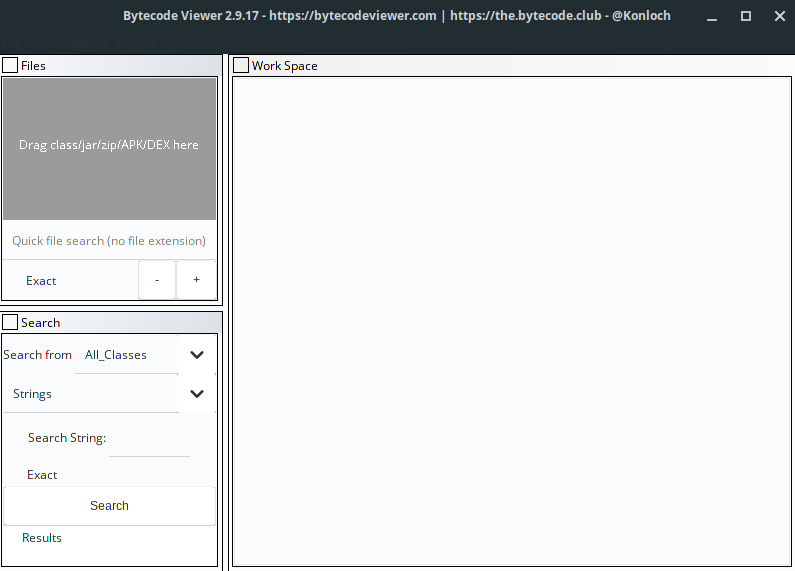 Bytecode Viewer 2.9.17 - https://bytecodeviewer.com | https://the.bytecode.club - @Konloch
Files
Drag class/jar/zip/APK/DEX here
Quick file search (no file extension)
Exact - +
Search
Search from All_Classes
Strings
Search String:
Exact
Search
Results
Work Space